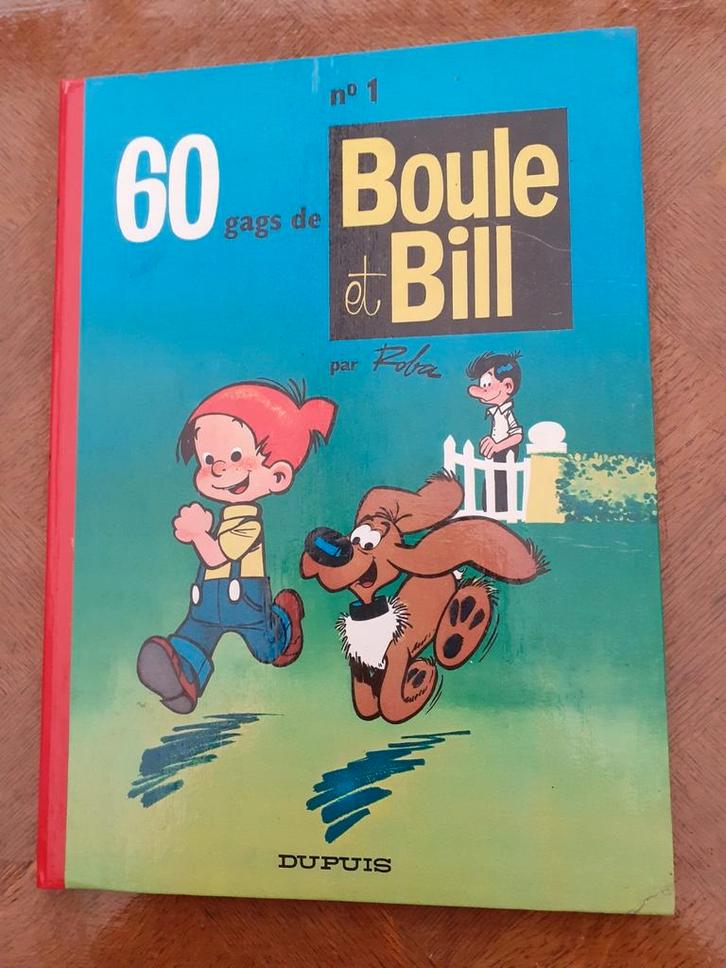 nº 1
60 gags de
Boule
et Bill
par Roba
DUPUIS